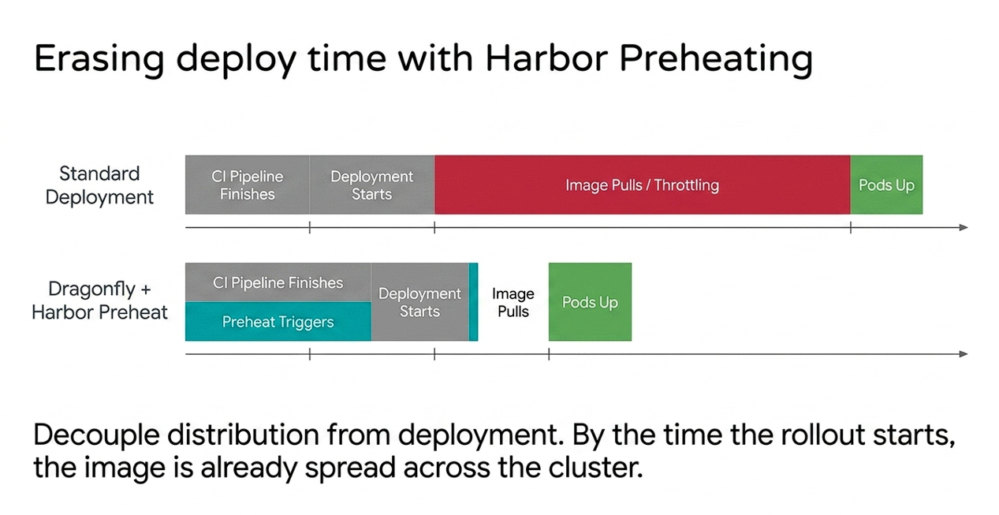 Erasing deploy time with Harbor Preheating
Standard
Deployment
CI Pipeline
Finishes
Deployment
Starts
Image Pulls / Throttling
Pods Up
Dragonfly +
Harbor Preheat
CI Pipeline Finishes
Preheat Triggers
Deployment
Starts
Image
Pulls
Pods Up
Decouple distribution from deployment. By the time the rollout starts,
the image is already spread across the cluster.